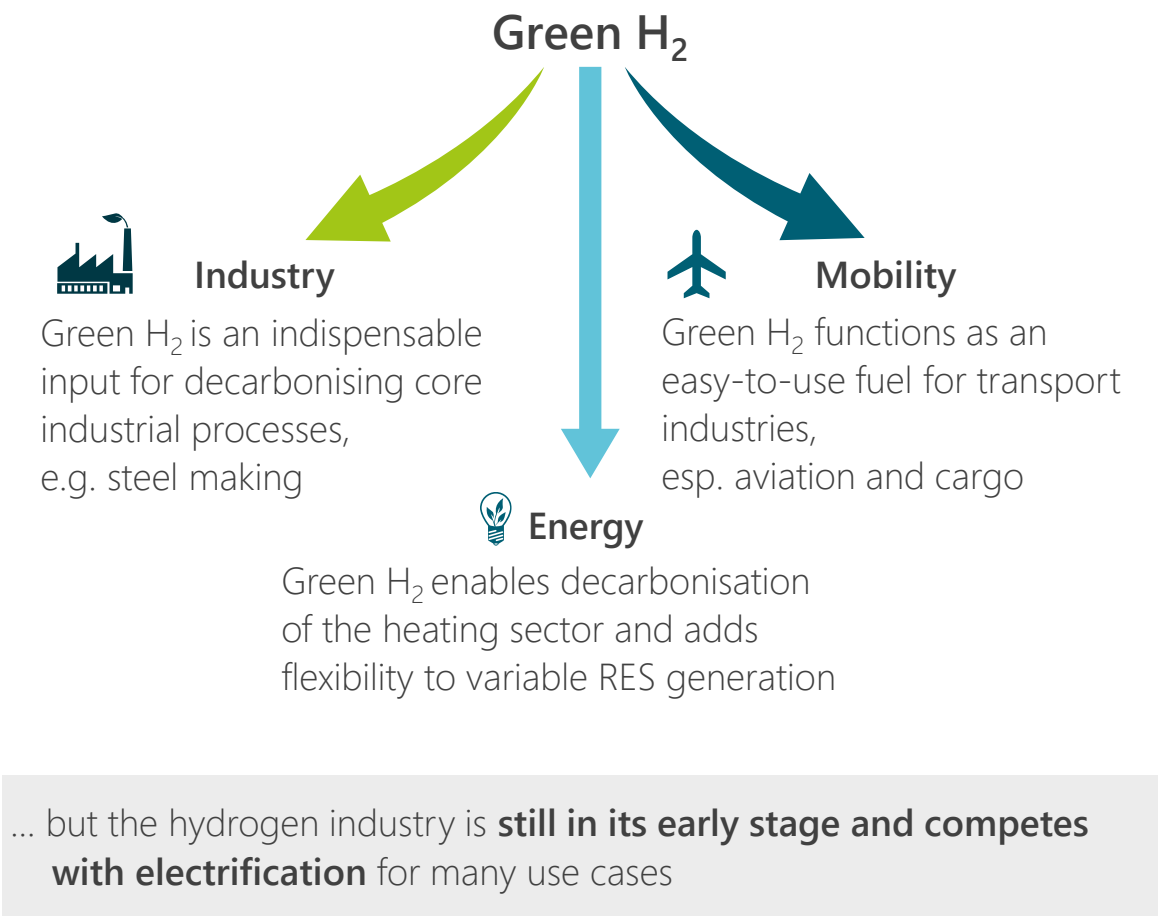 Green H₂
Industry
Green H₂ is an indispensable
input for decarbonising core
industrial processes,
e.g. steel making
Mobility
Green H₂ functions as an
easy-to-use fuel for transport
industries,
esp. aviation and cargo
Energy
Green H₂ enables decarbonisation
of the heating sector and adds
flexibility to variable RES generation
... but the hydrogen industry is still in its early stage and competes
with electrification for many use cases